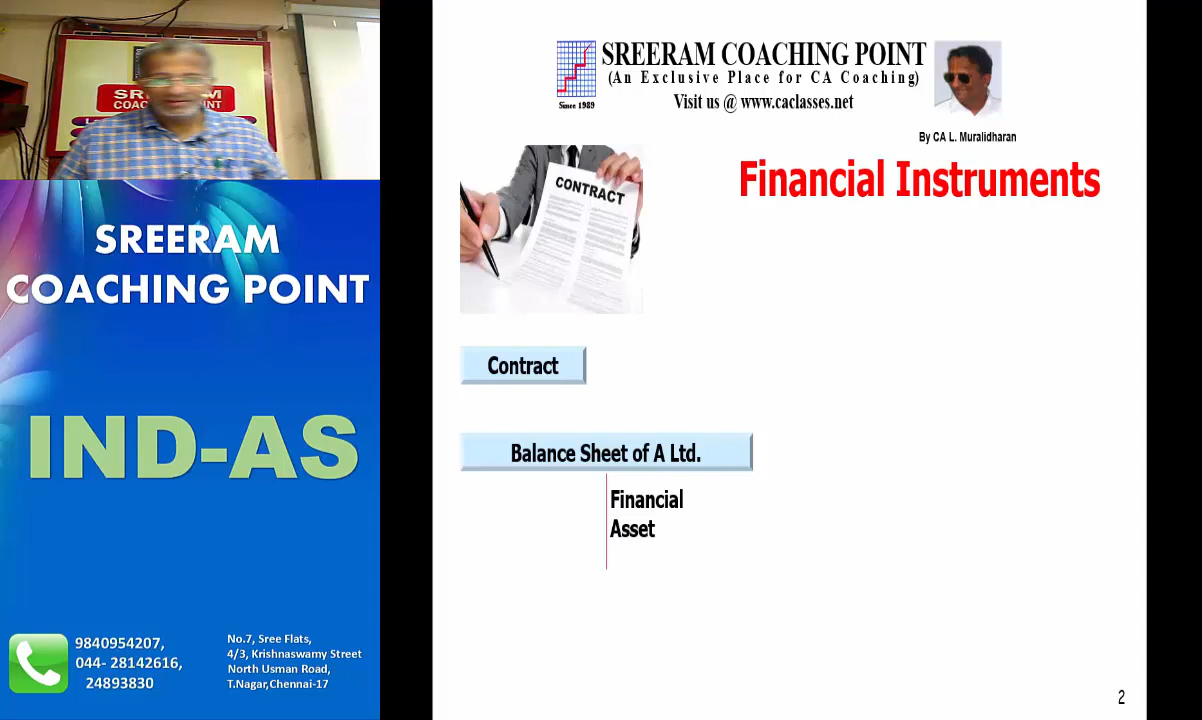 SREERAM COACHING POINT
(An Exclusive Place for CA Coaching)
Visit us @ www.caclasses.net
Since 1989
By CA L. Muralidharan
Financial Instruments
CONTRACT
Contract
Balance Sheet of A Ltd.
Financial
Asset
2
SREERAM
COACHING POINT
IND-AS
9840954207,
044- 28142616,
24893830
No.7, Sree Flats,
4/3, Krishnaswamy Street
North Usman Road,
T.Nagar,Chennai-17